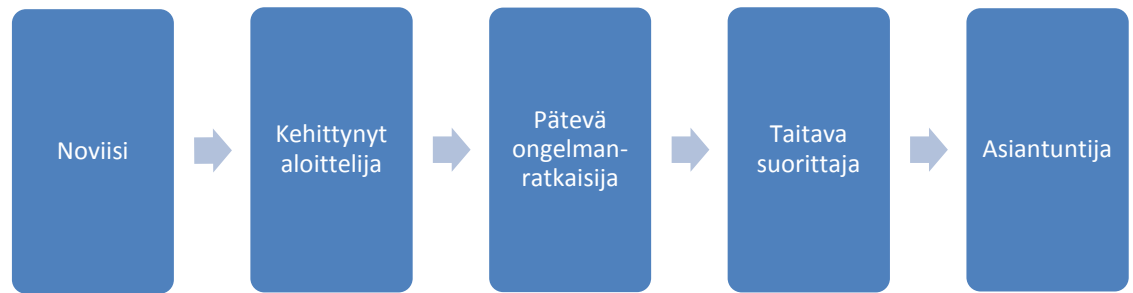 Noviisi
Kehittynyt
aloittelija
Pätevä
ongelman-
ratkaisija
Taitava
suorittaja
Asiantuntija